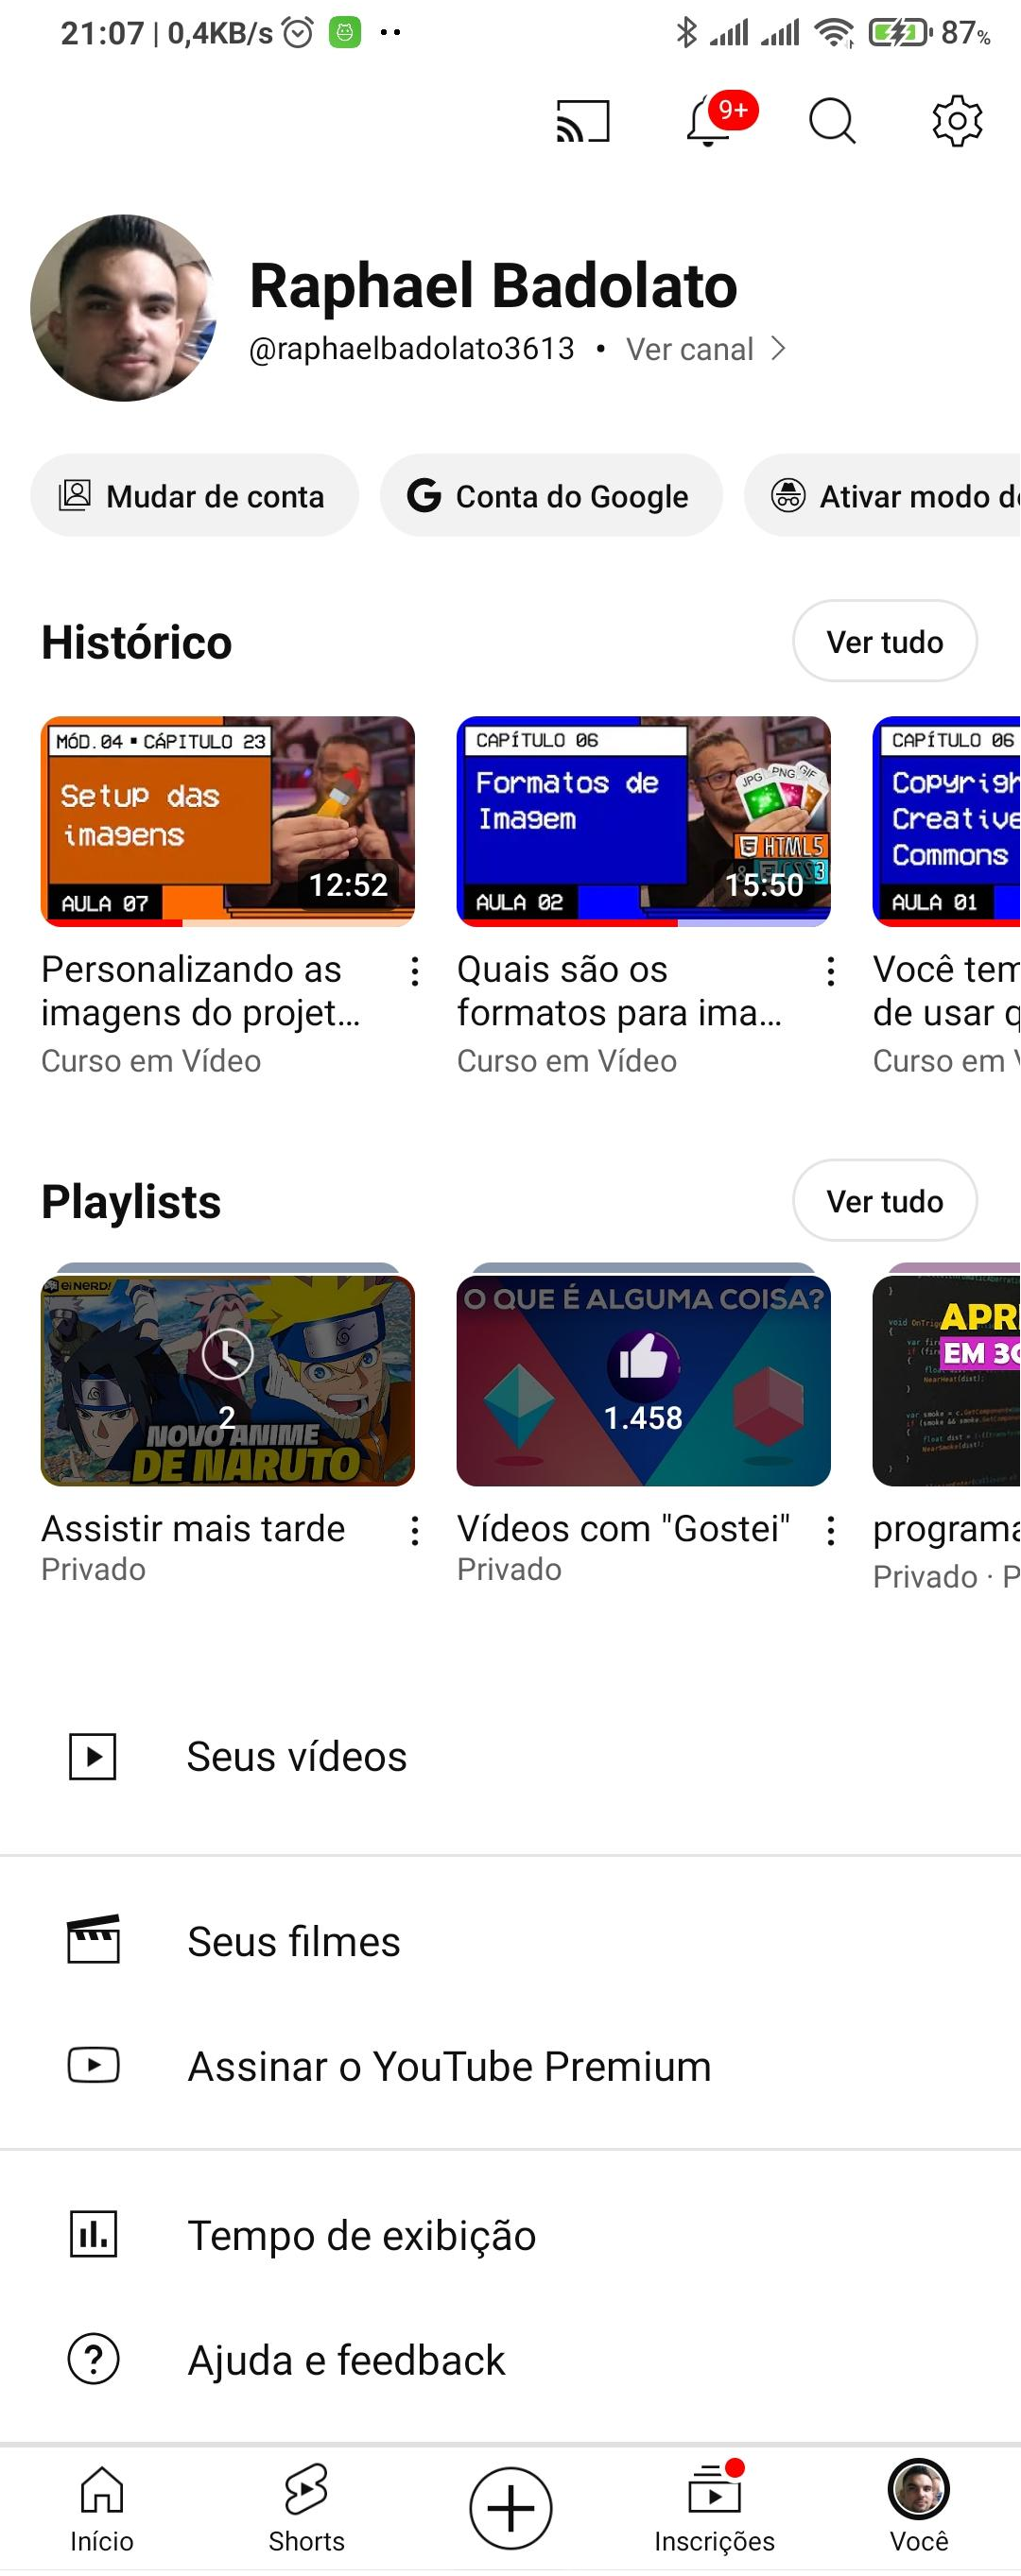 21:07 | 0,4KB/s
87%
9+
Raphael Badolato
@raphaelbadolato3613 • Ver canal
Mudar de conta
Conta do Google
Ativar modo d
Histórico
Ver tudo
MÓD.04 ▪ CÁPITULO 23
Setup das
imagens
AULA 07
12:52
CAPÍTULO 06
Formatos de
Imagem
AULA 02
JPG PNG GIF
HTML5
& CSS3
15:50
CAPÍTULO 06
Copyrigh
Creative
Commons
AULA 01
Personalizando as
imagens do projet...
Curso em Vídeo
Quais são os
formatos para ima...
Curso em Vídeo
Você tem
de usar
Curso em
Playlists
Ver tudo
ei NERD!
2
NOVO ANIME
DE NARUTO
O QUE É ALGUMA COISA?
1.458
APR
EM 30
Assistir mais tarde
Privado
Vídeos com "Gostei"
Privado
programa
Privado · P
Seus vídeos
Seus filmes
Assinar o YouTube Premium
Tempo de exibição
Ajuda e feedback
Início
Shorts
Inscrições
Você